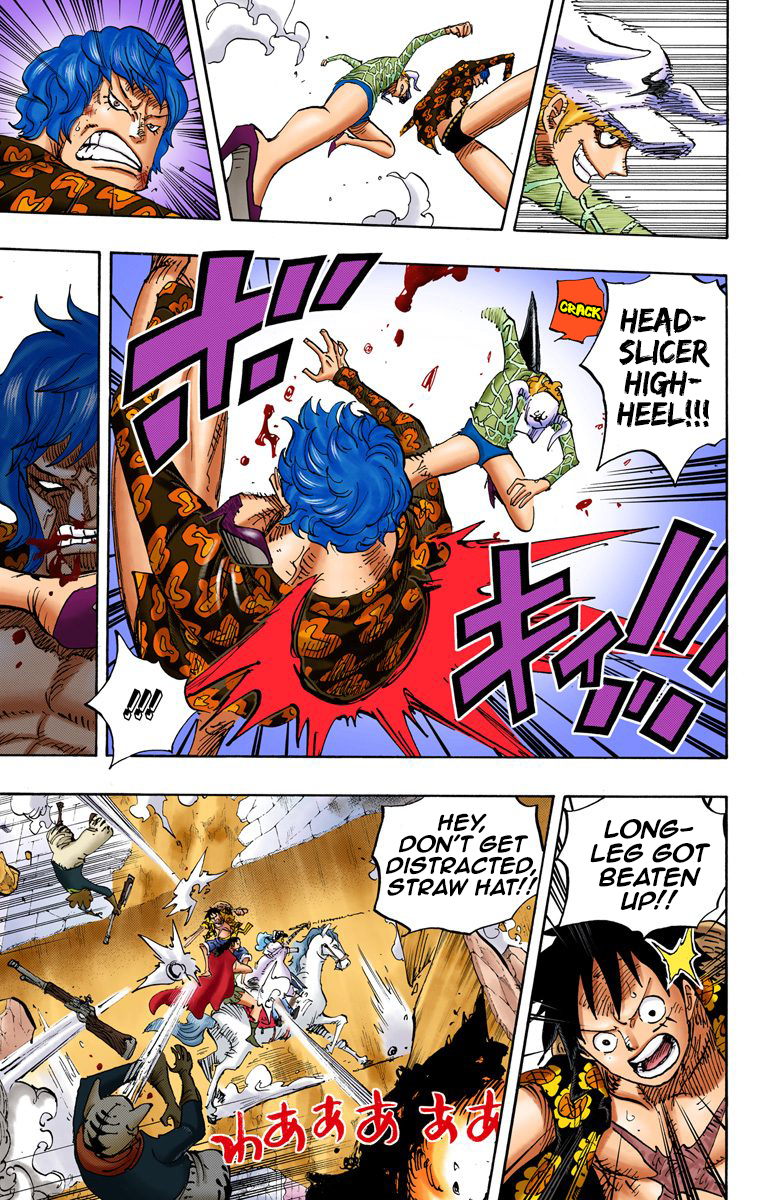 HEAD-
SLICER
HIGH-
HEEL!!!
CRACK
ボキィ!!!
!!!
LONG-
LEG GOT
BEATEN
UP!!
HEY,
DON'T GET
DISTRACTED,
STRAW HAT!!
わあああ ああ